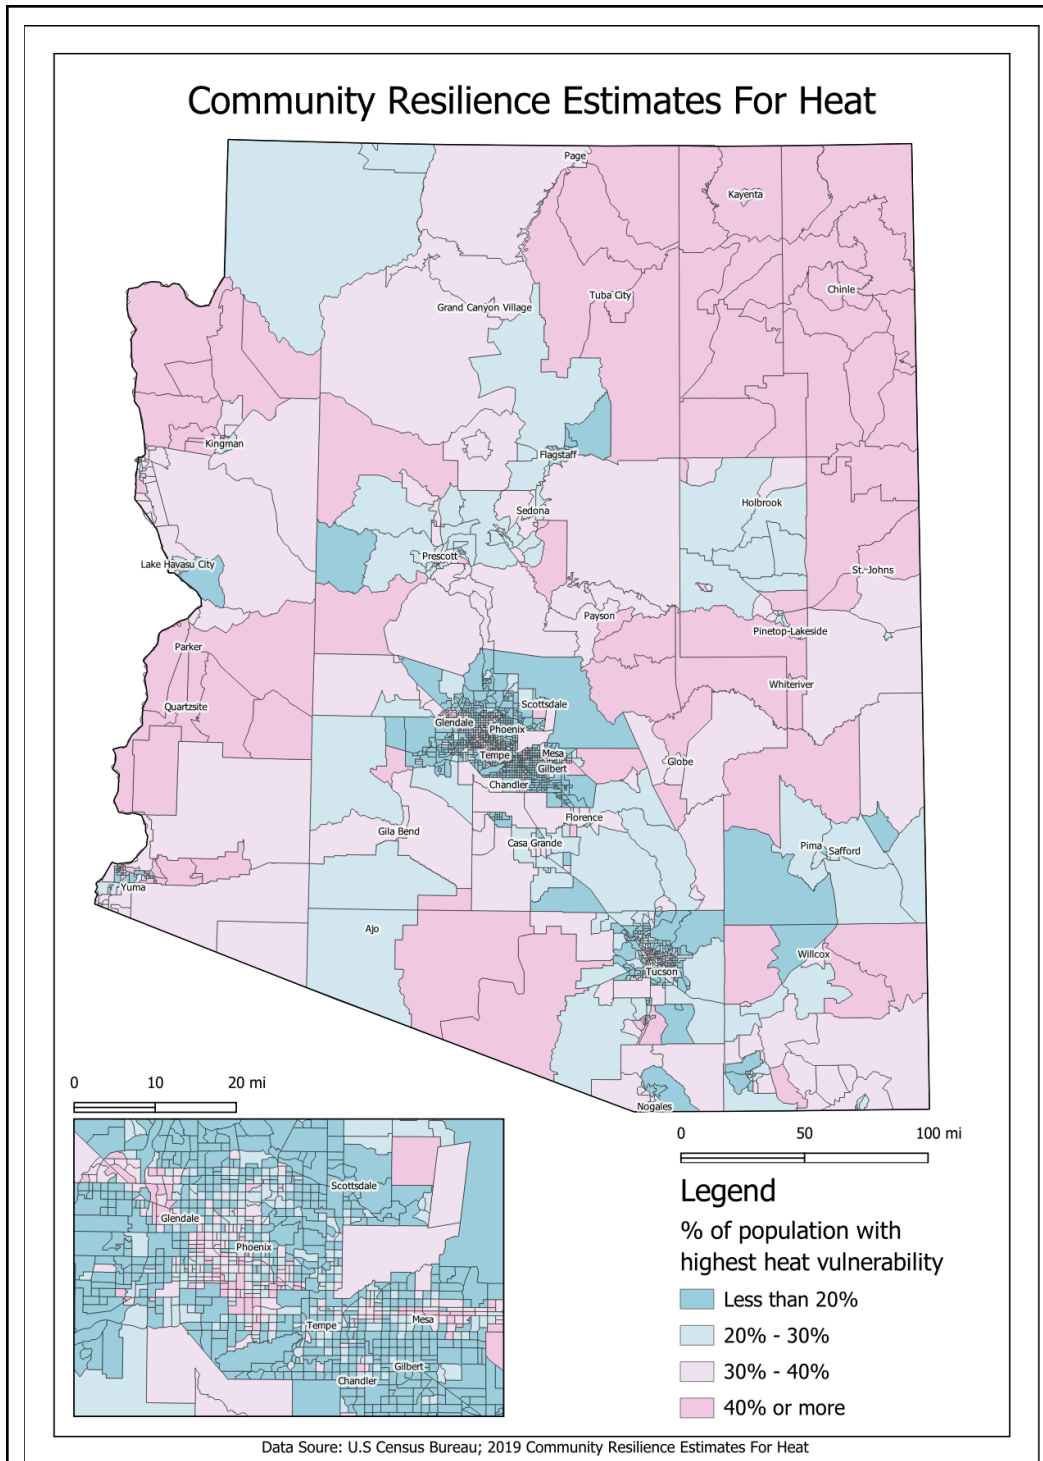 Community Resilience Estimates For Heat
Page
Kayenta
Chinle
Tuba City
Grand Canyon Village
Kingman
Flagstaff
Holbrook
Sedona
Prescott
Lake Havasu City
St. Johns
Payson
Pinetop-Lakeside
Parker
Whiteriver
Quartzsite
Scottsdale
Glendale
Phoenix
Tempe
Mesa
Gilbert
Globe
Chandler
Florence
Gila Bend
Casa Grande
Pima
Safford
Yuma
Ajo
Willcox
Tucson
Nogales
0 10 20 mi
Scottsdale
Glendale
Phoenix
Tempe
Mesa
Gilbert
Chandler
0 50 100 mi
Legend
% of population with
highest heat vulnerability
Less than 20%
20% - 30%
30% - 40%
40% or more
Data Soure: U.S Census Bureau; 2019 Community Resilience Estimates For Heat